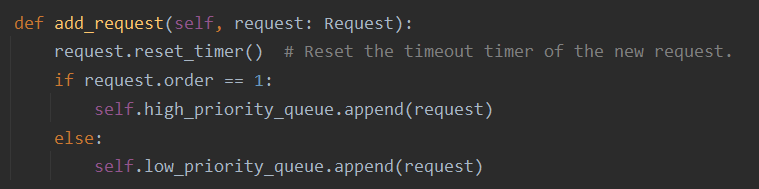 def add_request(self, request: Request):
    request.reset_timer()  # Reset the timeout timer of the new request.
    if request.order == 1:
        self.high_priority_queue.append(request)
    else:
        self.low_priority_queue.append(request)